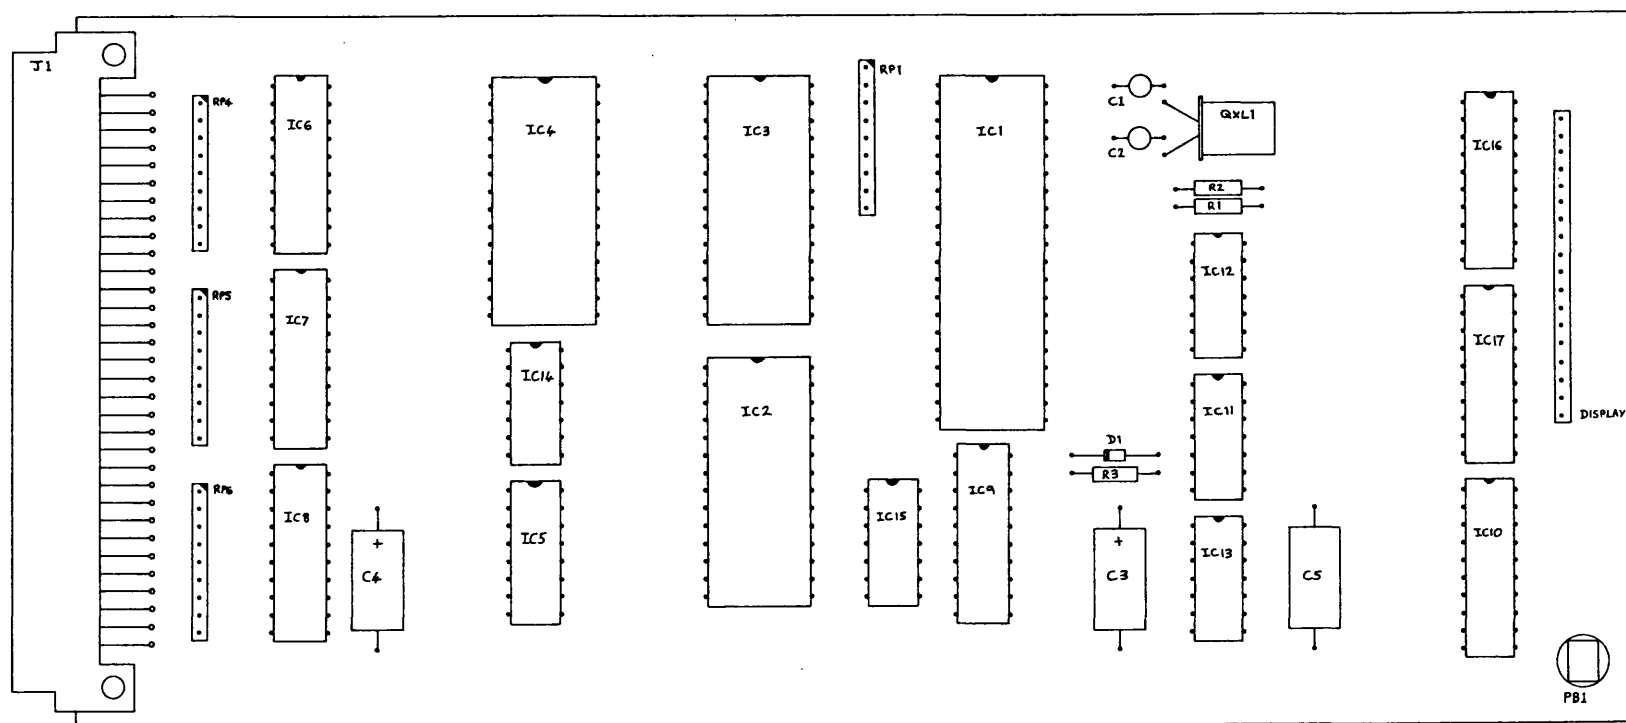 J1
RP4
IC6
IC4
IC3
RP1
IC1
C1
C2
QXL1
R2
R1
IC16
IC12
RP5
IC7
IC17
IC14
IC2
IC11
DISPLAY
D1
R3
RP6
IC8
+
C4
IC5
IC15
IC9
+
C3
IC13
C5
IC10
PB1